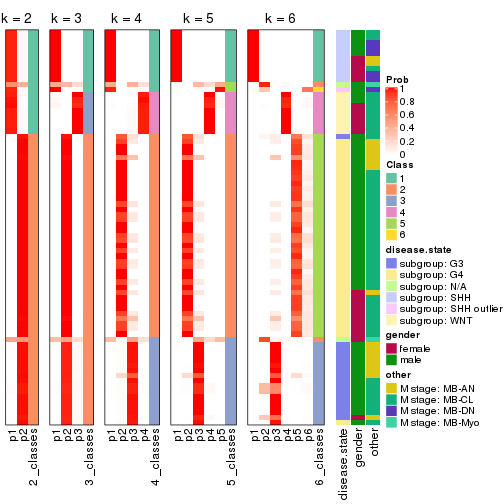 k = 2
k = 3
k = 4
k = 5
k = 6
p1
p2
2_classes
p1
p2
p3
3_classes
p1
p2
p3
p4
4_classes
p1
p2
p3
p4
p5
5_classes
p1
p2
p3
p4
p5
p6
6_classes
disease.state
gender
other
Prob
1
0.8
0.6
0.4
0.2
0
Class
1
2
3
4
5
6
disease.state
subgroup: G3
subgroup: G4
subgroup: N/A
subgroup: SHH
subgroup: SHH outlier
subgroup: WNT
gender
female
male
other
M stage: MB-AN
M stage: MB-CL
M stage: MB-DN
M stage: MB-Myo